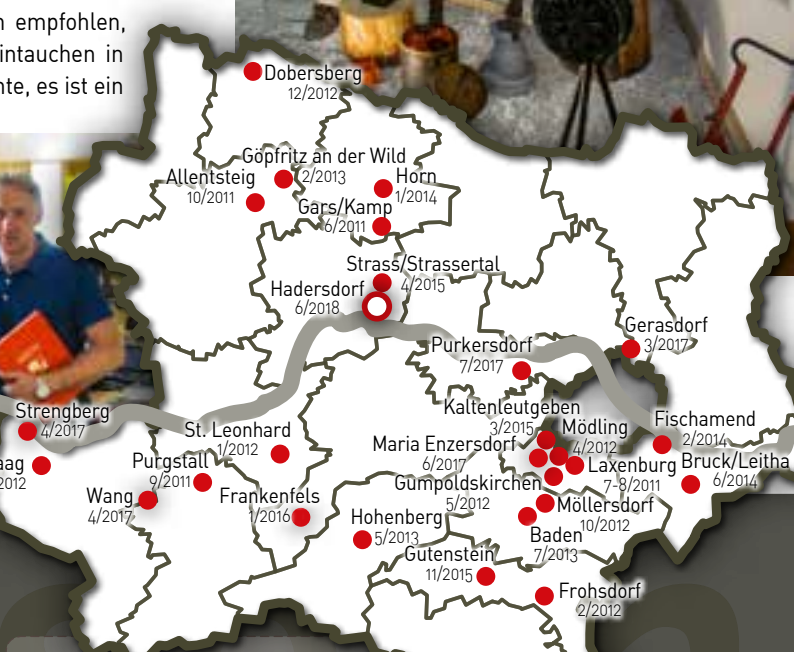 n empfohlen,
intauchen in
nte, es ist ein
Dobersberg
12/2012
Göpfritz an der Wild
2/2013
Allentsteig
10/2011
Horn
1/2014
Gars/Kamp
6/2011
Strass/Strassertal
4/2015
Hadersdorf
6/2018
Gerasdorf
3/2017
Purkersdorf
7/2017
Kaltenleutgeben
3/2015
Mödling
4/2012
Fischamend
2/2014
Strengberg
4/2017
St. Leonhard
1/2012
Maria Enzersdorf
6/2017
Laxenburg
7-8/2011
Bruck/Leitha
6/2014
aag
2012
Purgstall
9/2011
Gumpoldskirchen
5/2012
Wang
4/2017
Frankenfels
1/2016
Möllersdorf
10/2012
Hohenberg
5/2013
Baden
7/2013
Gutenstein
11/2015
Frohsdorf
2/2012